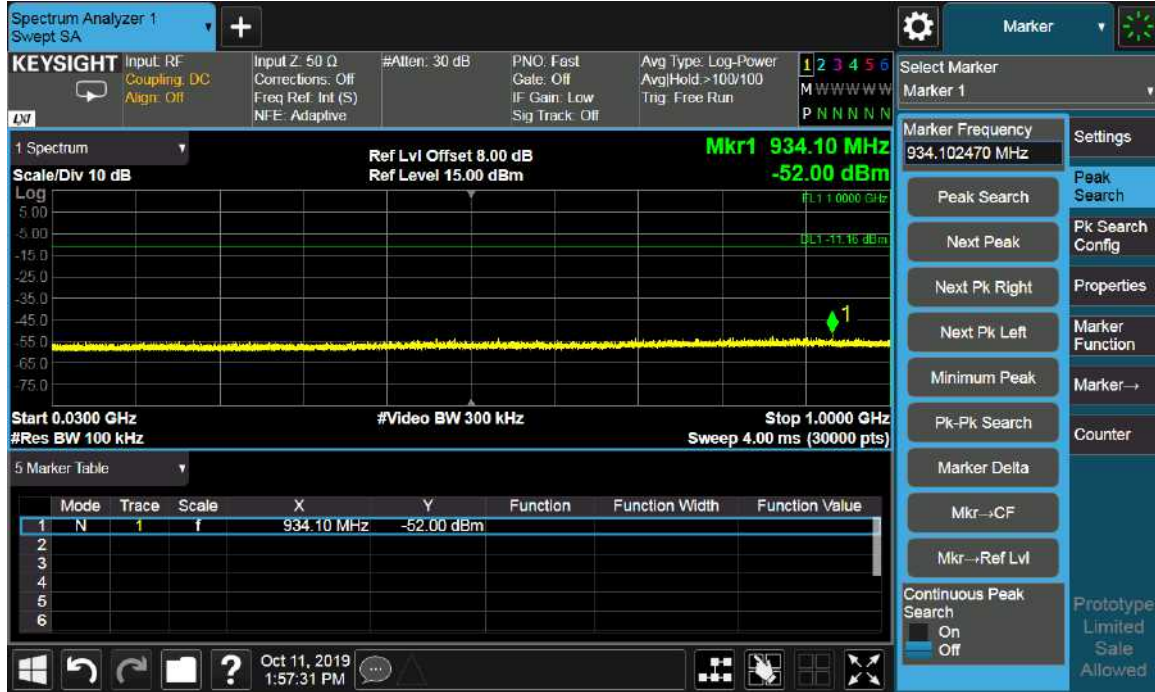 Spectrum Analyzer 1
Swept SA
+
Marker
KEYSIGHT
Input: RF
Coupling: DC
Align: Off
Input Z: 50 Ω
Corrections: Off
Freq Ref: Int (S)
NFE: Adaptive
#Atten: 30 dB
PNO: Fast
Gate: Off
IF Gain: Low
Sig Track: Off
Avg Type: Log-Power
Avg|Hold:>100/100
Trig: Free Run
1 2 3 4 5 6
M W W W W W
P N N N N N
LXI
Select Marker
Marker 1
1 Spectrum
Scale/Div 10 dB
Ref Lvl Offset 8.00 dB
Ref Level 15.00 dBm
Mkr1 934.10 MHz
-52.00 dBm
Log
FL1 1.0000 GHz
DL1 -11.16 dBm
5.00
-5.00
-15.0
-25.0
-35.0
-45.0
-55.0
-65.0
-75.0
1
Start 0.0300 GHz
#Res BW 100 kHz
#Video BW 300 kHz
Stop 1.0000 GHz
Sweep 4.00 ms (30000 pts)
5 Marker Table
Mode Trace Scale X Y Function Function Width Function Value
1 N 1 f 934.10 MHz -52.00 dBm
2
3
4
5
6
Marker Frequency
934.102470 MHz
Peak Search
Next Peak
Next Pk Right
Next Pk Left
Minimum Peak
Pk-Pk Search
Marker Delta
Mkr→CF
Mkr→Ref Lvl
Continuous Peak
Search
On
Off
Settings
Peak
Search
Pk Search
Config
Properties
Marker
Function
Marker→
Counter
Prototype
Limited
Sale
Allowed
?
Oct 11, 2019
1:57:31 PM